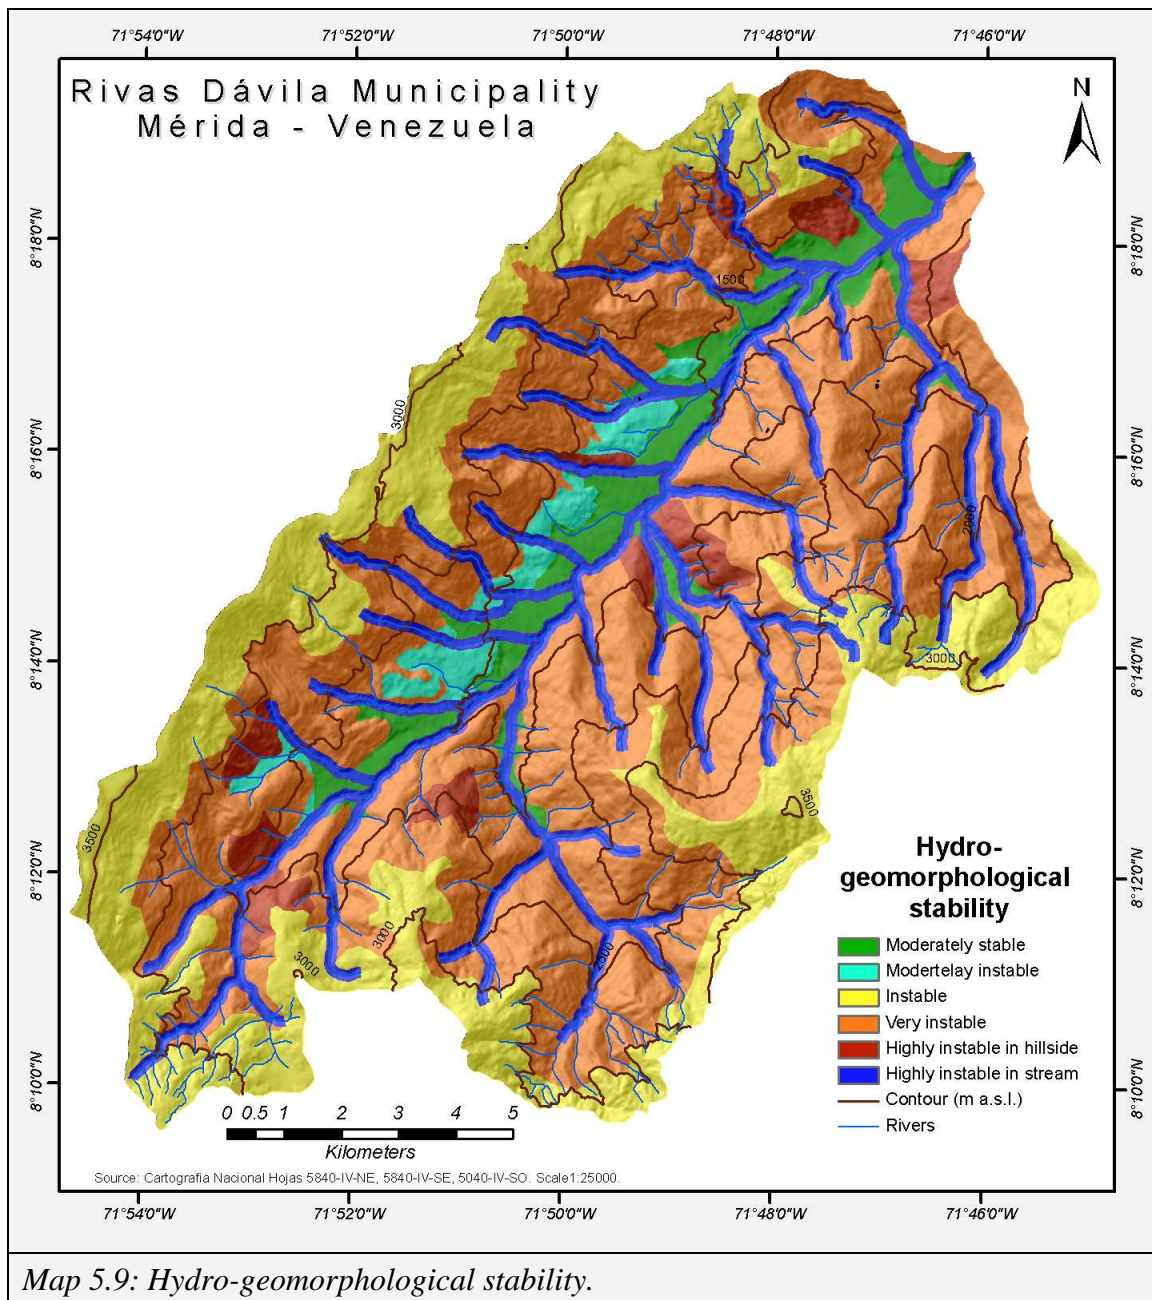 71°54'0"W 71°52'0"W 71°50'0"W 71°48'0"W 71°46'0"W
Rivas Dávila Municipality
Mérida - Venezuela
N
8°18'0"N
8°18'0"N
1500
3000
8°16'0"N
8°16'0"N
2000
8°14'0"N
8°14'0"N
3000
3500
3500
8°12'0"N
8°12'0"N
3000
3000
2500
8°10'0"N
8°10'0"N
Hydro-
geomorphological
stability
Moderately stable
Modertelay instable
Instable
Very instable
Highly instable in hillside
Highly instable in stream
Contour (m a.s.l.)
Rivers
0 0.5 1 2 3 4 5
Kilometers
Source: Cartografia Nacional Hojas 5840-IV-NE, 5840-IV-SE, 5040-IV-SO. Scale1:25000.
71°54'0"W 71°52'0"W 71°50'0"W 71°48'0"W 71°46'0"W
Map 5.9: Hydro-geomorphological stability.